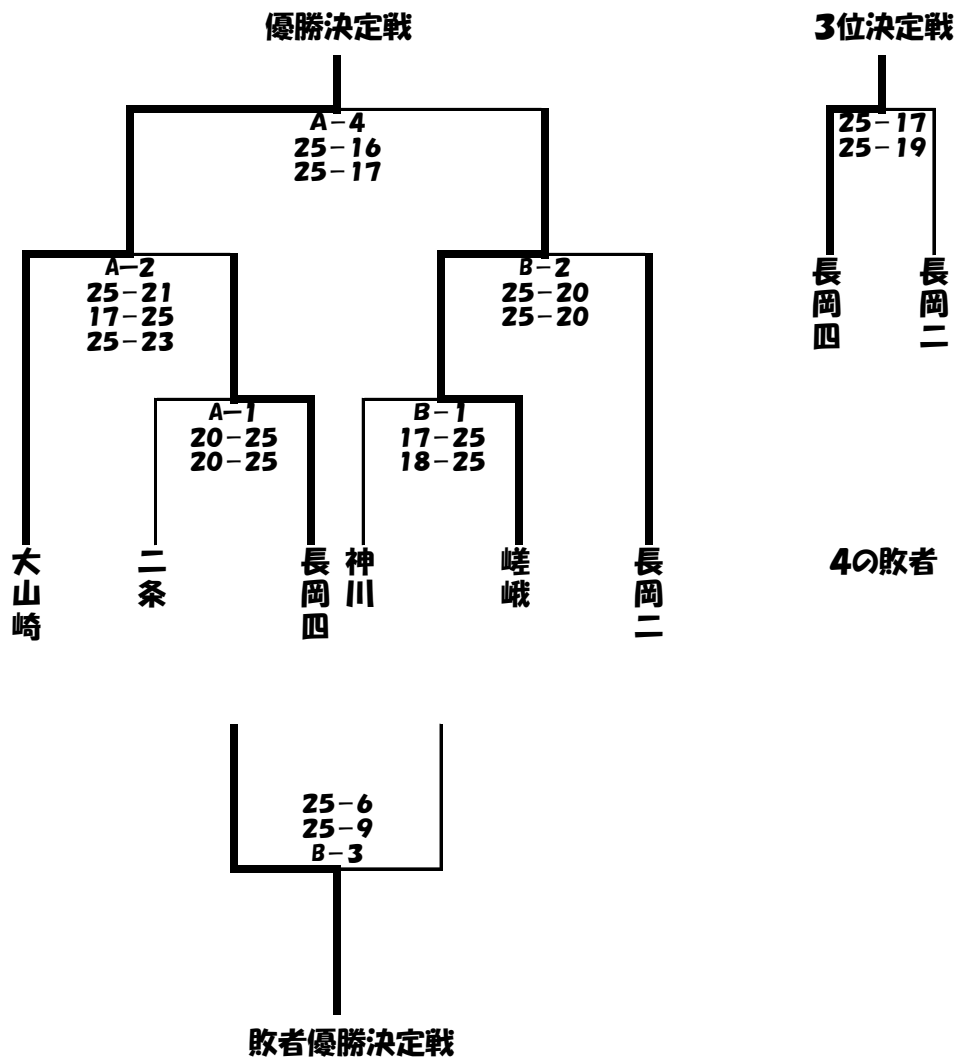 優勝決定戦
3位決定戦
A-4
25-16
25-17
25-17
25-19
A-2
25-21
17-25
25-23
B-2
25-20
25-20
長岡四
長岡二
A-1
20-25
20-25
B-1
17-25
18-25
大山崎
二条
長岡四
神川
嵯峨
長岡二
4の敗者
25-6
25-9
B-3
敗者優勝決定戦